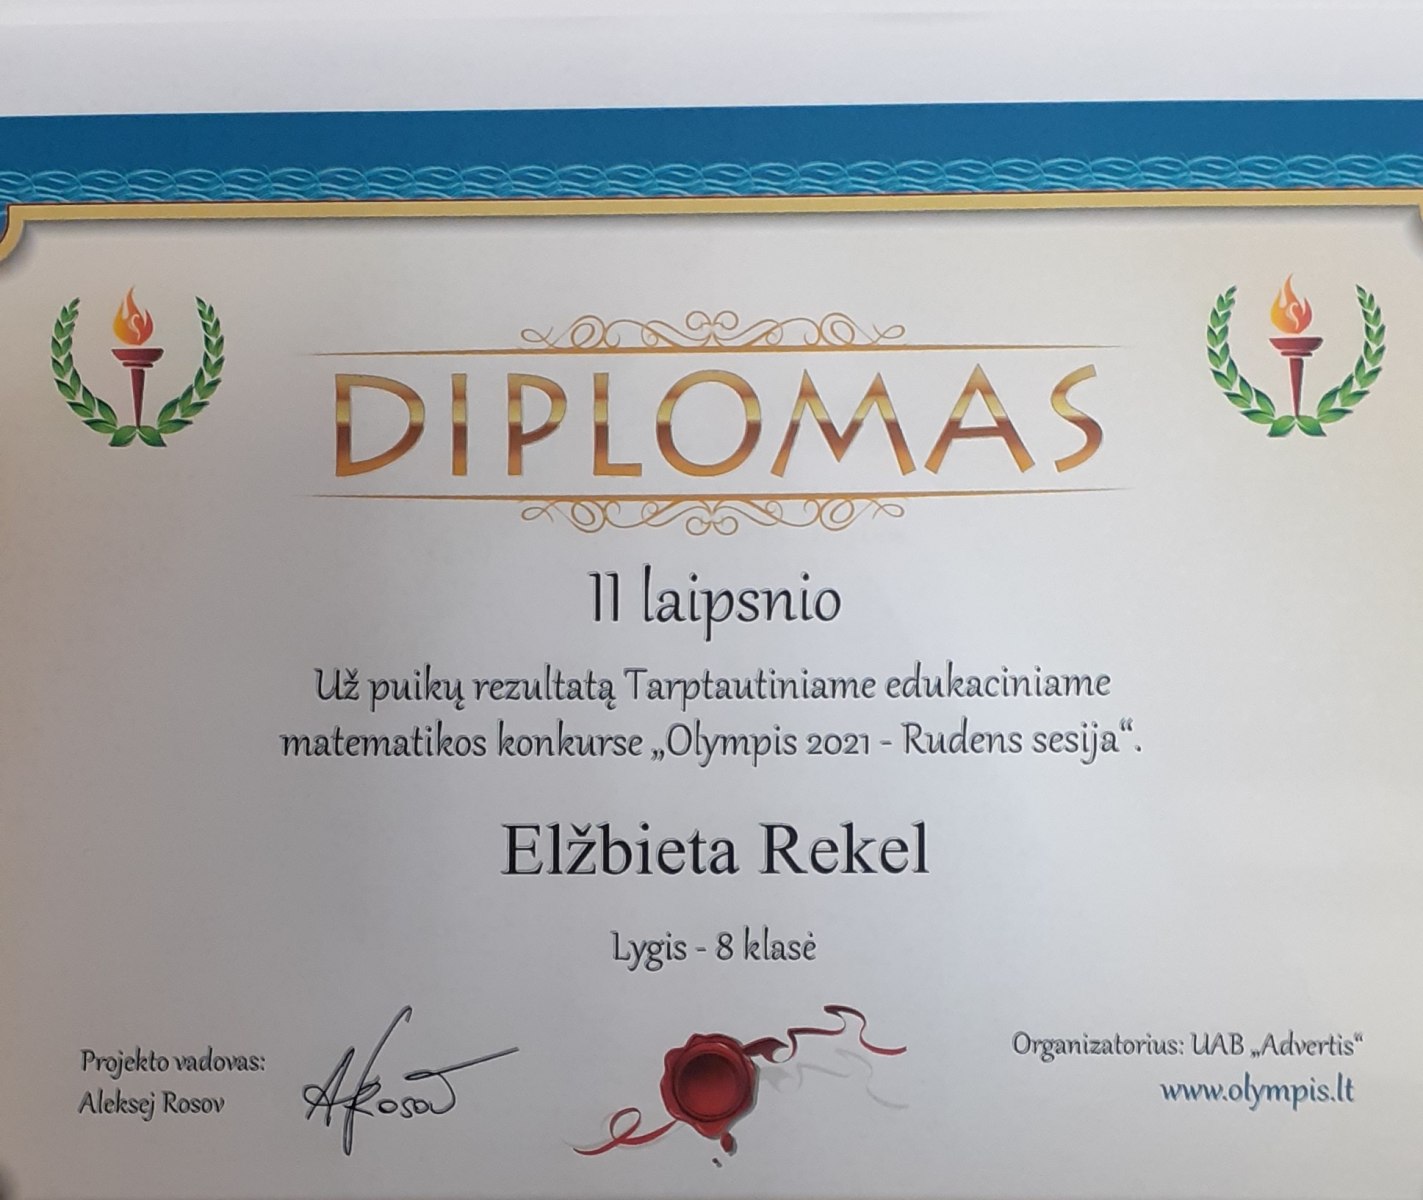 DIPLOMAS
II laipsnio
Už puikų rezultatą Tarptautiniame edukaciniame
matematikos konkurse „Olympis 2021 - Rudens sesija“.
Elžbieta Rekel
Lygis - 8 klasė
Projekto vadovas:
Aleksej Rosov
ARosov
Organizatorius: UAB „Advertis“
www.olympis.lt